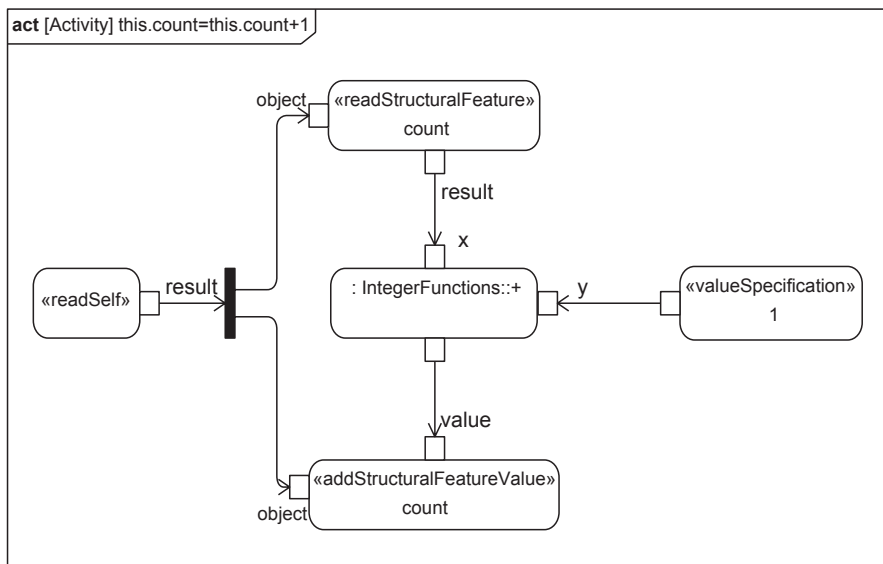 act [Activity] this.count=this.count+1
object
«readStructuralFeature»
count
result
x
«readSelf»
result
: IntegerFunctions::+
y
«valueSpecification»
1
value
«addStructuralFeatureValue»
count
object